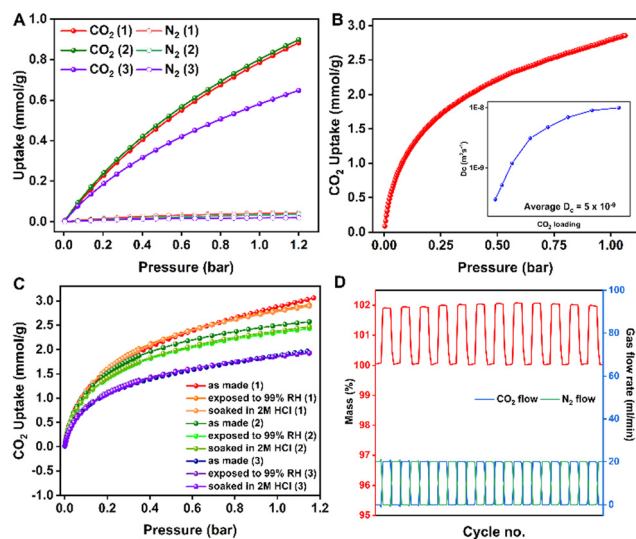 A
CO₂ (1) N₂ (1)
CO₂ (2) N₂ (2)
CO₂ (3) N₂ (3)
Uptake (mmol/g)
1.0
0.8
0.6
0.4
0.2
0.0
0.0 0.2 0.4 0.6 0.8 1.0 1.2
Pressure (bar)
B
CO₂ Uptake (mmol/g)
3.0
2.5
2.0
1.5
1.0
0.5
0.0
0.00 0.25 0.50 0.75 1.00
Pressure (bar)
1E-8
1E-9
Dc (m²s⁻¹)
Average Dc = 5 x 10⁻⁹
CO₂ loading
C
CO₂ Uptake (mmol/g)
3.0
2.5
2.0
1.5
1.0
0.5
0.0
-0.5
-1.0
as made (1)
exposed to 99% RH (1)
soaked in 2M HCl (1)
as made (2)
exposed to 99% RH (2)
soaked in 2M HCl (2)
as made (3)
exposed to 99% RH (3)
soaked in 2M HCl (3)
0.0 0.2 0.4 0.6 0.8 1.0 1.2
Pressure (bar)
D
Mass (%)
102
101
100
99
98
97
96
95
CO₂ flow N₂ flow
100
80
60
40
20
0
Gas flow rate (ml/min)
Cycle no.